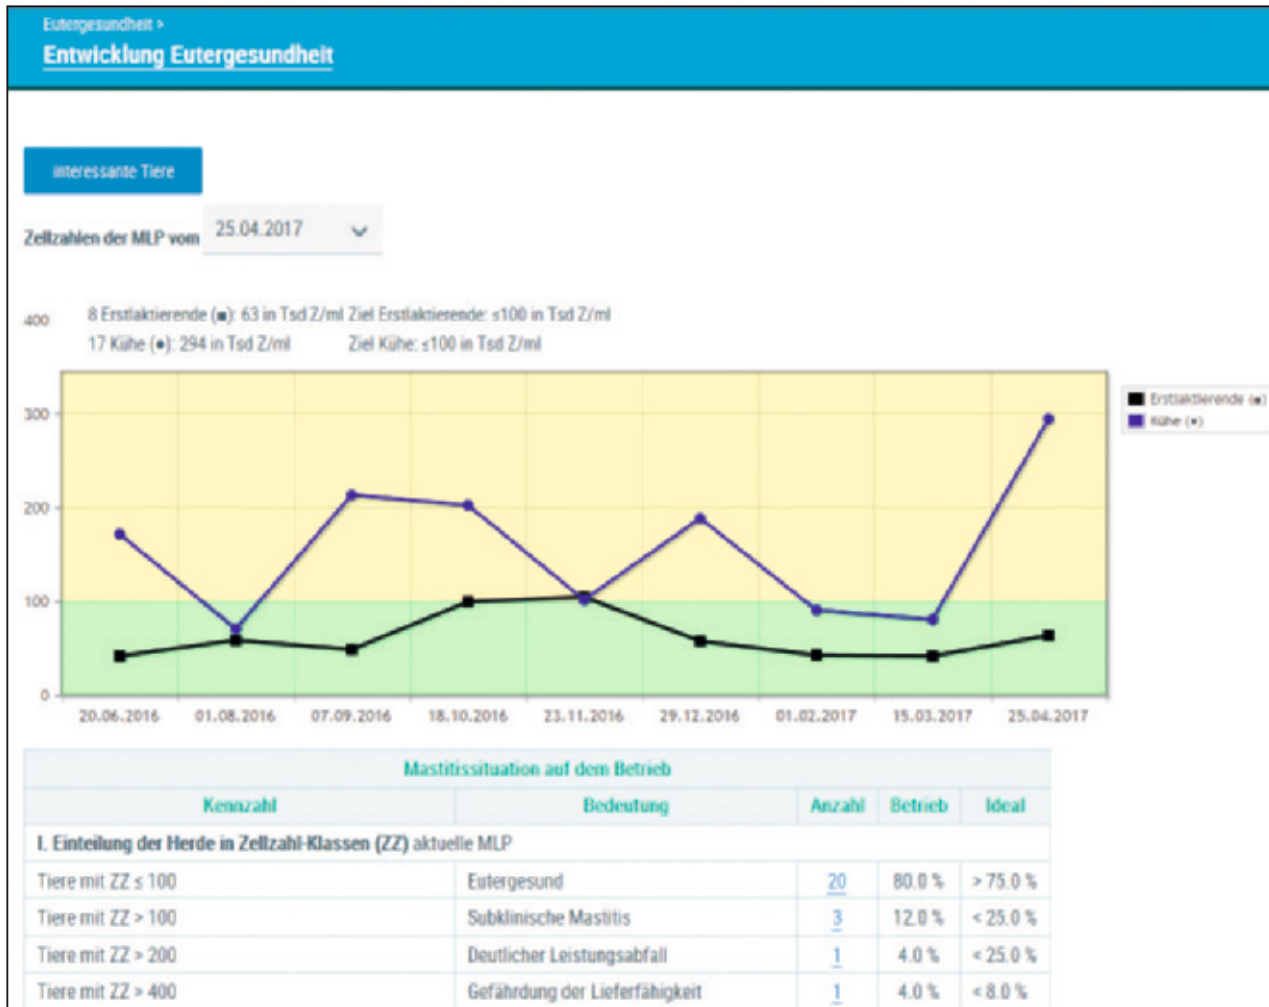 Eutergesundheit >
Entwicklung Eutergesundheit
interessante Tiere
Zellzahlen der MLP vom 25.04.2017
400
8 Erstlaktierende (■): 63 in Tsd Z/ml Ziel Erstlaktierende: ≤100 in Tsd Z/ml
17 Kühe (●): 294 in Tsd Z/ml Ziel Kühe: ≤100 in Tsd Z/ml
300
200
100
0
Erstlaktierende (■)
Kühe (●)
20.06.2016 01.08.2016 07.09.2016 18.10.2016 23.11.2016 29.12.2016 01.02.2017 15.03.2017 25.04.2017
Mastitissituation auf dem Betrieb
Kennzahl Bedeutung Anzahl Betrieb Ideal
I. Einteilung der Herde in Zellzahl-Klassen (ZZ) aktuelle MLP
Tiere mit ZZ ≤ 100 Eutergesund 20 80.0 % > 75.0 %
Tiere mit ZZ > 100 Subklinische Mastitis 3 12.0 % < 25.0 %
Tiere mit ZZ > 200 Deutlicher Leistungsabfall 1 4.0 % < 25.0 %
Tiere mit ZZ > 400 Gefährdung der Lieferfähigkeit 1 4.0 % < 8.0 %